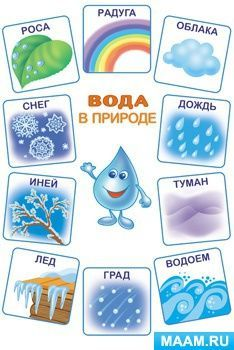 РОСА
РАДУГА
ОБЛАКА
СНЕГ
ВОДА
В ПРИРОДЕ
ДОЖДЬ
ИНЕЙ
ТУМАН
ЛЕД
ГРАД
ВОДОЕМ
MAAM.RU